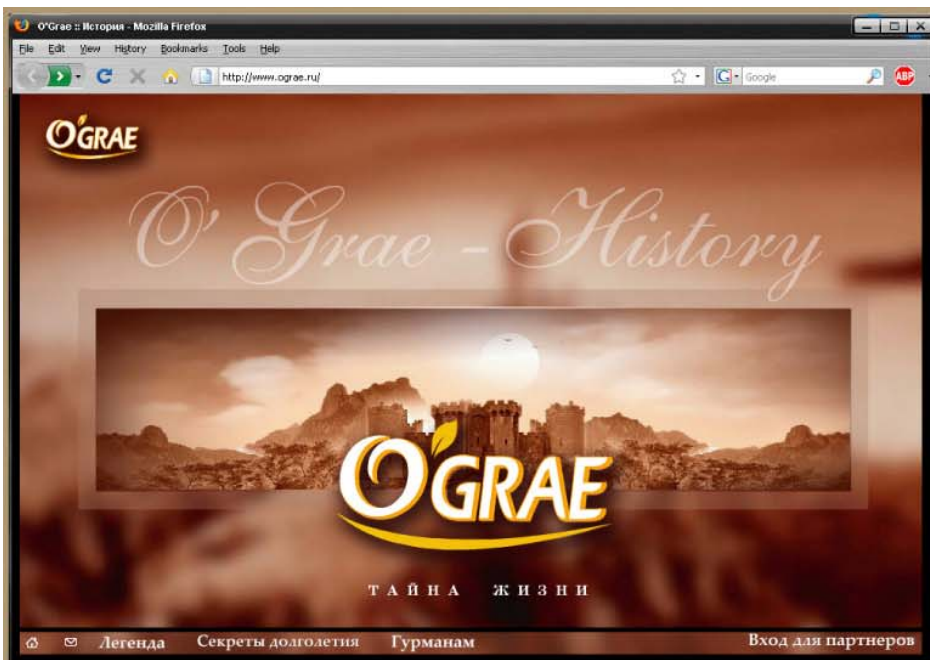 O'Grae :: История - Mozilla Firefox
File Edit View History Bookmarks Tools Help
http://www.ograe.ru/
Google
ABP
O'GRAE
O' Grae - History
O'GRAE
ТАЙНА ЖИЗНИ
Легенда Секреты долголетия Гурманам Вход для партнеров